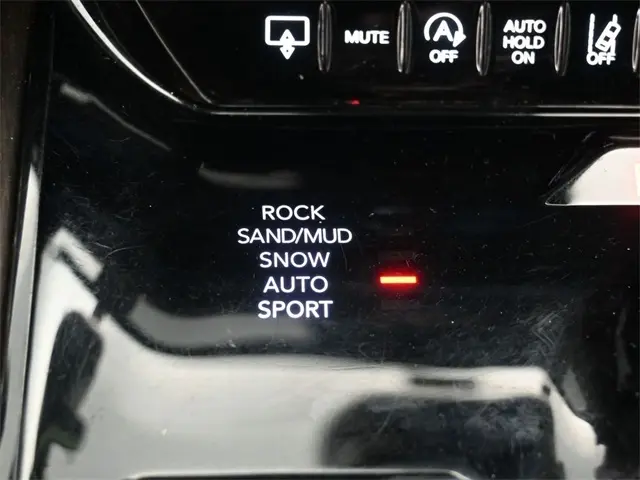 MUTE
A
OFF
AUTO
HOLD
ON
OFF
ROCK
SAND/MUD
SNOW
AUTO
SPORT